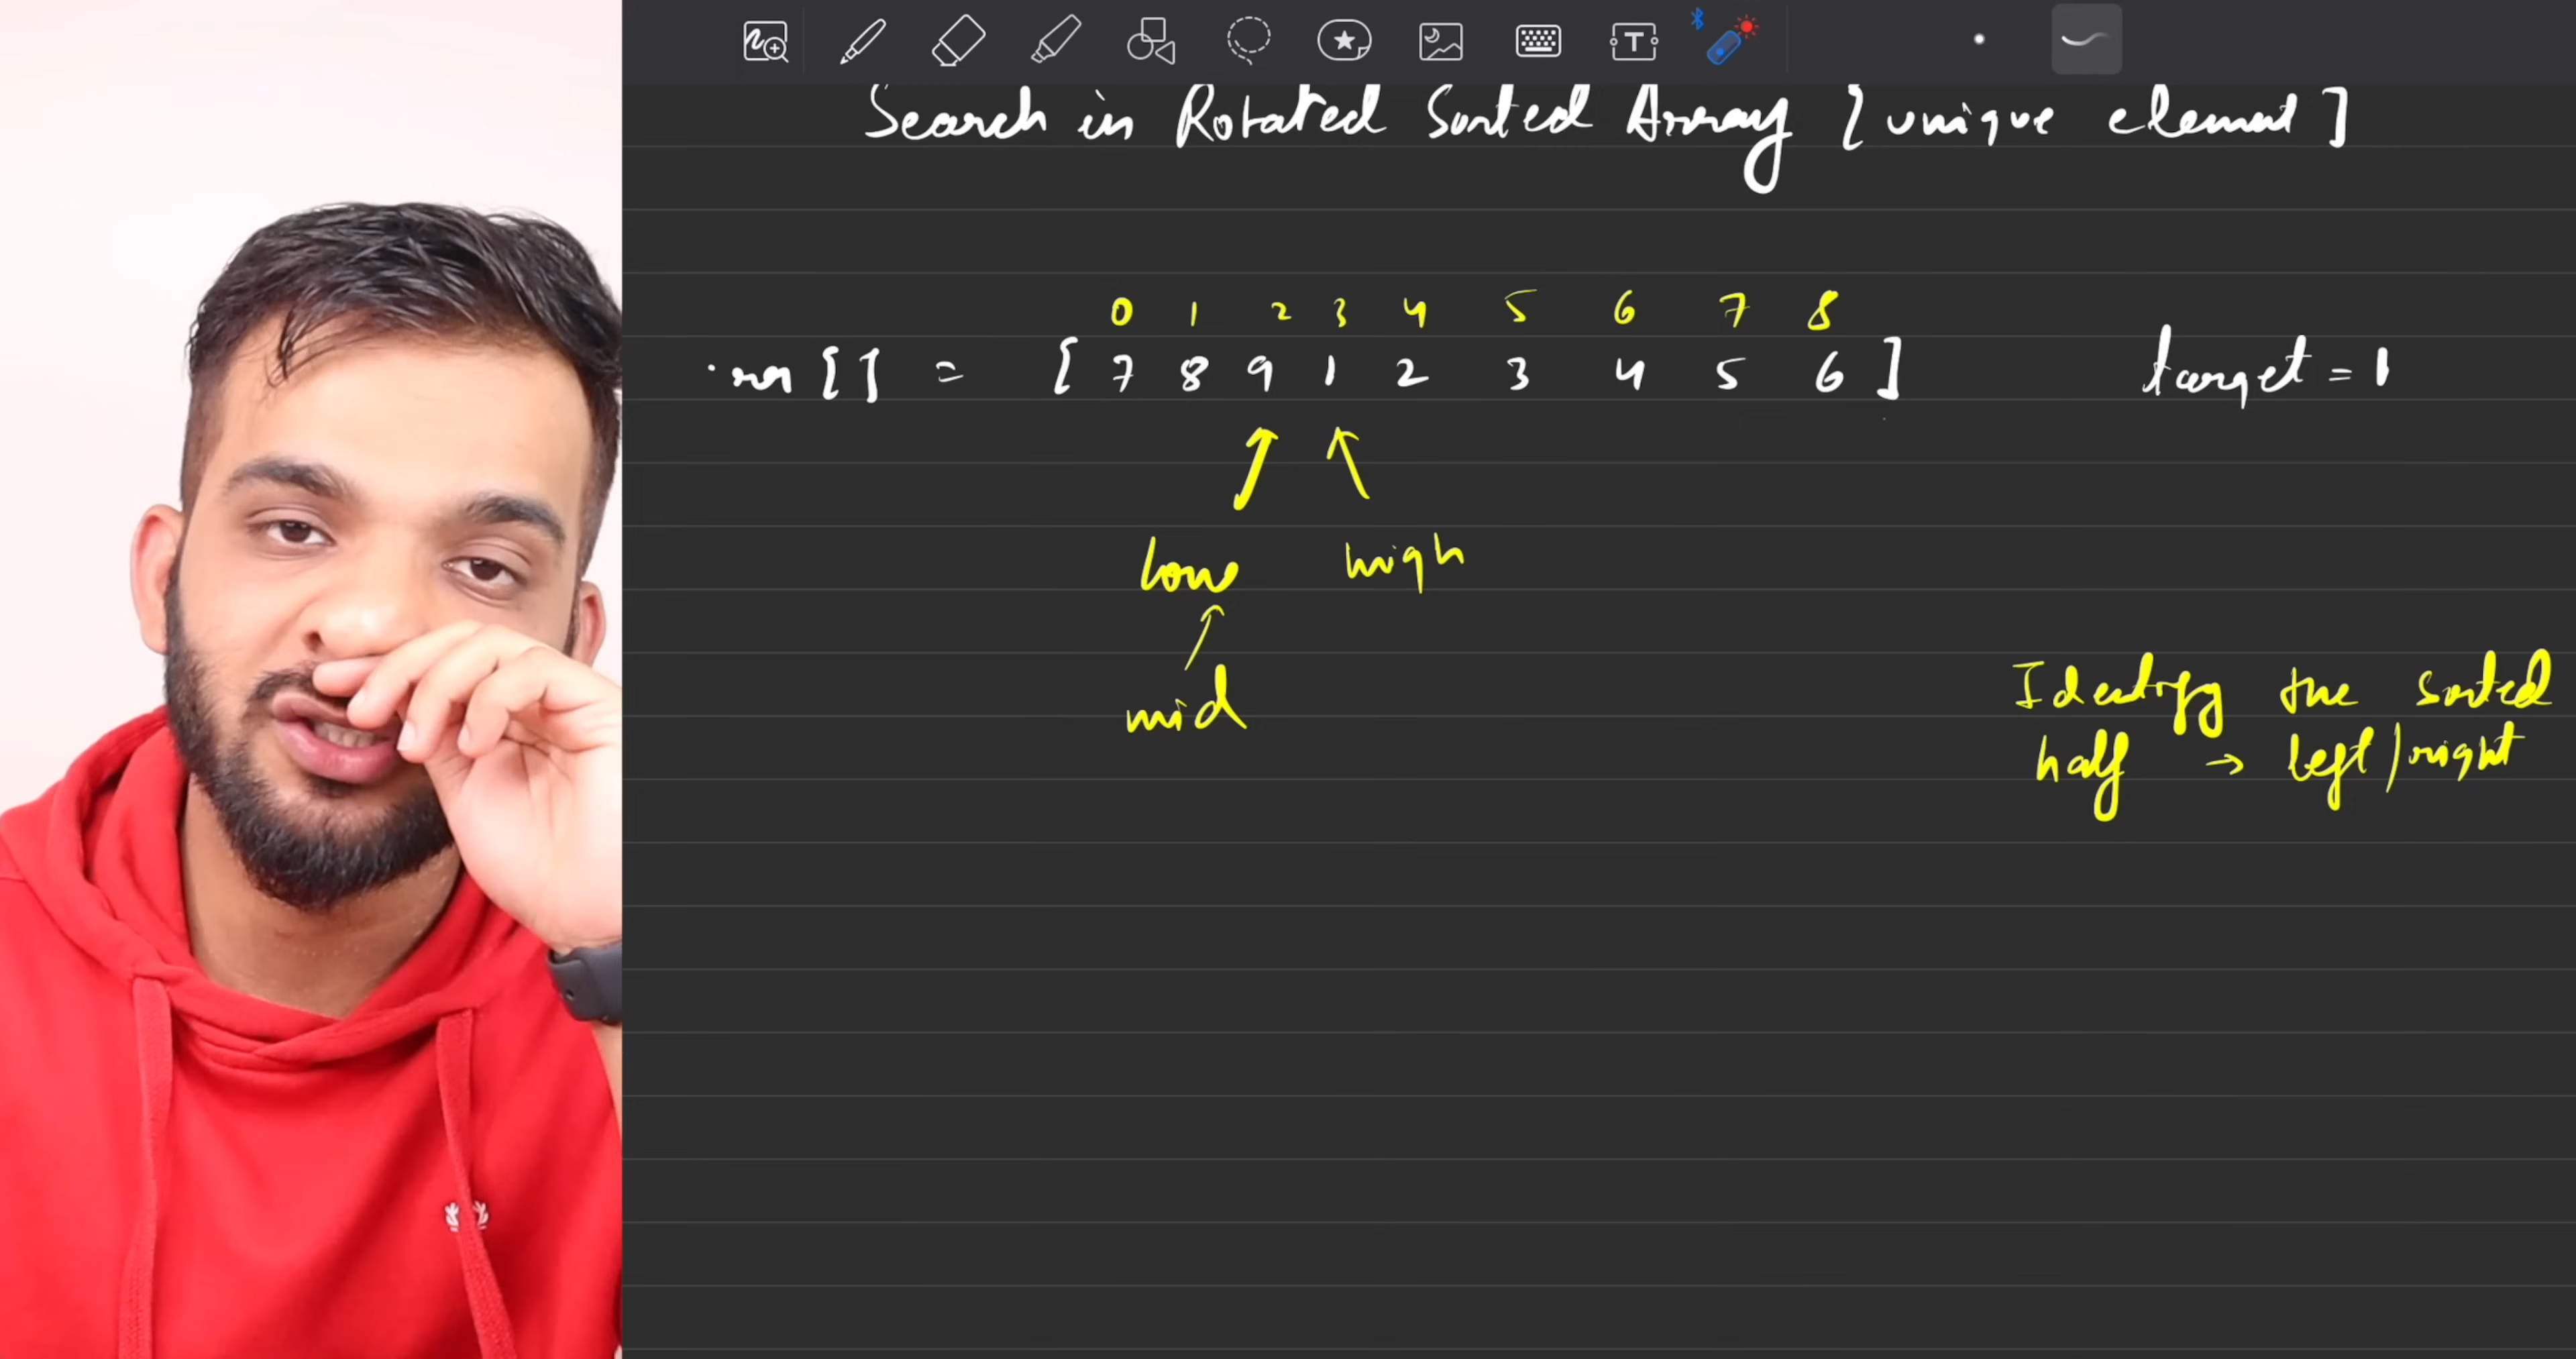 Search in Rotated Sorted Array [unique element]
0 1 2 3 4 5 6 7 8
arr[] = [ 7 8 9 1 2 3 4 5 6 ] target = 1
low high
mid
Identify the sorted
half → left/right